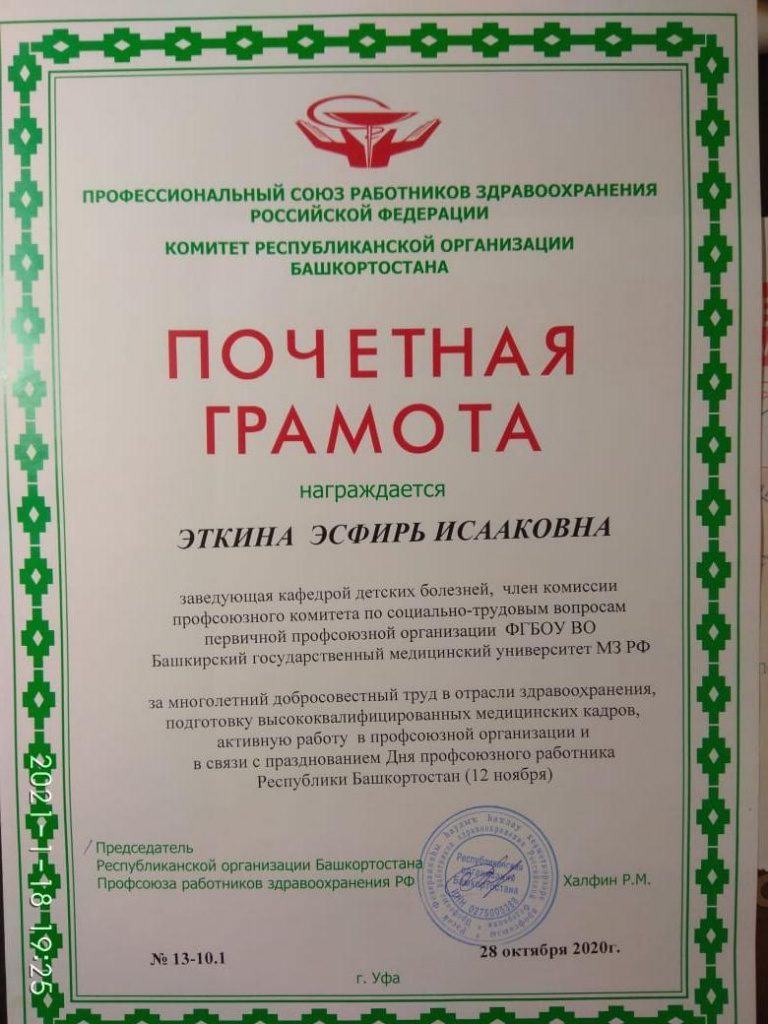 ПРОФЕССИОНАЛЬНЫЙ СОЮЗ РАБОТНИКОВ ЗДРАВООХРАНЕНИЯ
РОССИЙСКОЙ ФЕДЕРАЦИИ
КОМИТЕТ РЕСПУБЛИКАНСКОЙ ОРГАНИЗАЦИИ
БАШКОРТОСТАНА
ПОЧЕТНАЯ
ГРАМОТА
награждается
ЭТКИНА ЭСФИРЬ ИСААКОВНА
заведующая кафедрой детских болезней, член комиссии
профсоюзного комитета по социально-трудовым вопросам
первичной профсоюзной организации ФГБОУ ВО
Башкирский государственный медицинский университет МЗ РФ
за многолетний добросовестный труд в отрасли здравоохранения,
подготовку высококвалифицированных медицинских кадров,
активную работу в профсоюзной организации и
в связи с празднованием Дня профсоюзного работника
Республики Башкортостан (12 ноября)
Председатель
Республиканской организации Башкортостана
Профсоюза работников здравоохранения РФ
Республиканская
организация
Башкортостана
Халфин Р.М.
№ 13-10.1
28 октября 2020г.
г. Уфа
2021-1-18 19:25